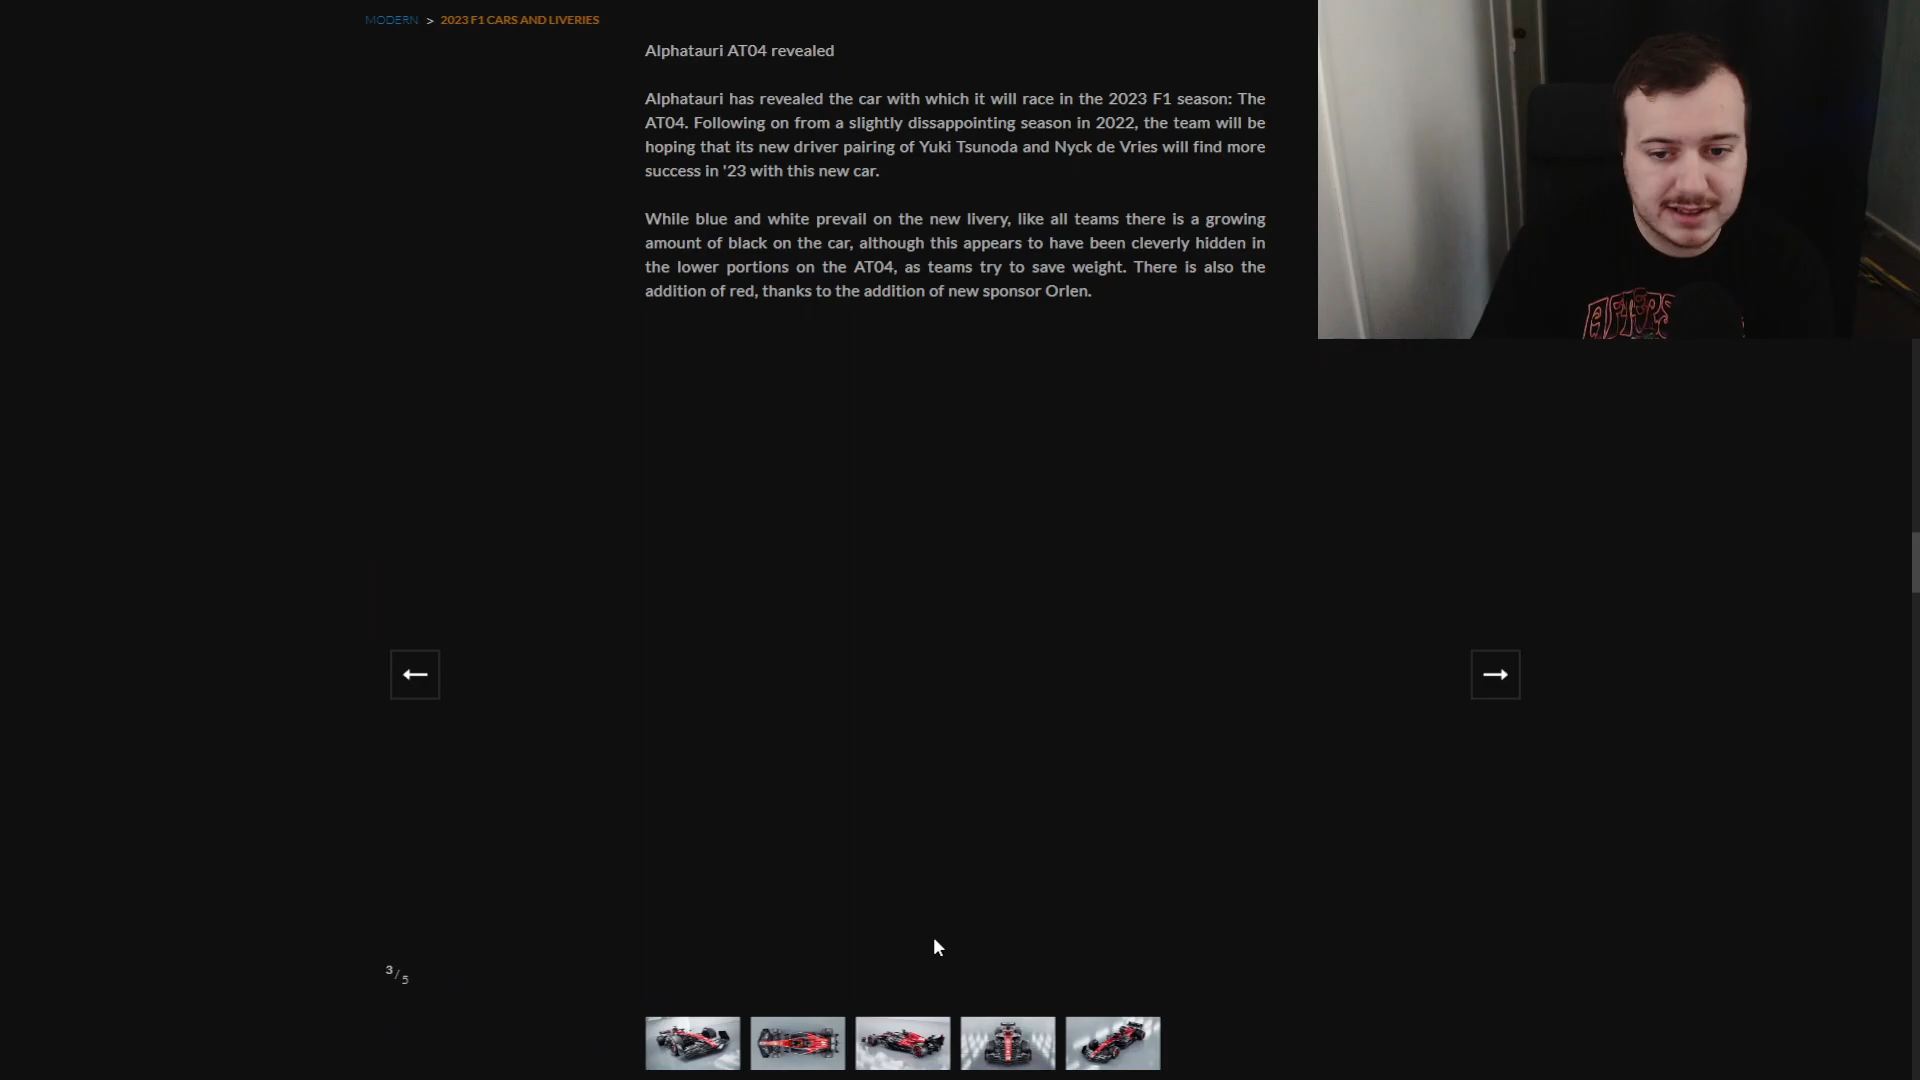 MODERN > 2023 F1 CARS AND LIVERIES
Alphatauri AT04 revealed
Alphatauri has revealed the car with which it will race in the 2023 F1 season: The
AT04. Following on from a slightly dissappointing season in 2022, the team will be
hoping that its new driver pairing of Yuki Tsunoda and Nyck de Vries will find more
success in '23 with this new car.
While blue and white prevail on the new livery, like all teams there is a growing
amount of black on the car, although this appears to have been cleverly hidden in
the lower portions on the AT04, as teams try to save weight. There is also the
addition of red, thanks to the addition of new sponsor Orlen.
3/5